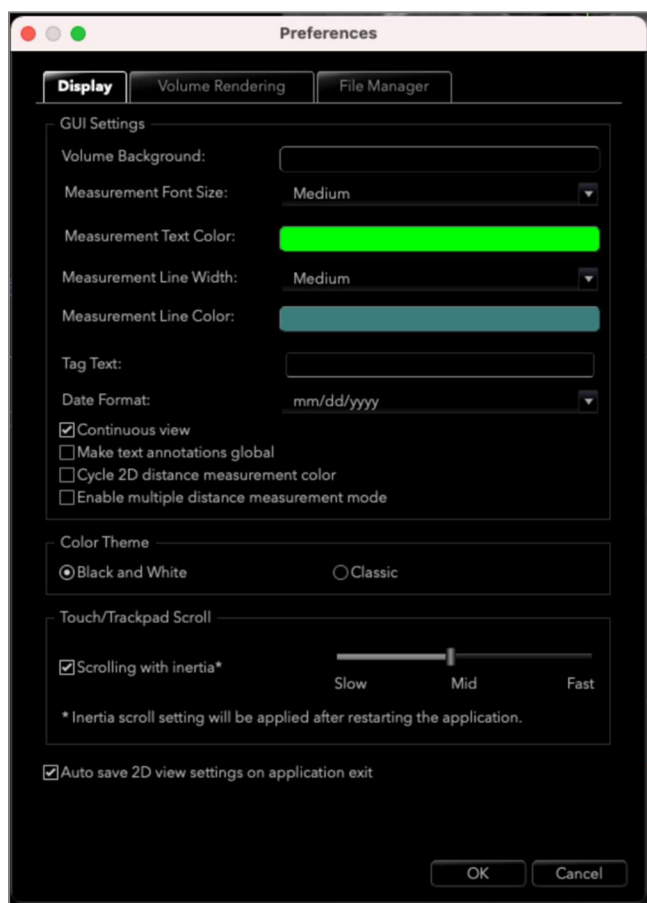 Preferences
Display Volume Rendering File Manager
GUI Settings
Volume Background:
Measurement Font Size: Medium
Measurement Text Color:
Measurement Line Width: Medium
Measurement Line Color:
Tag Text:
Date Format: mm/dd/yyyy
Continuous view
Make text annotations global
Cycle 2D distance measurement color
Enable multiple distance measurement mode
Color Theme
Black and White Classic
Touch/Trackpad Scroll
Scrolling with inertia*
Slow Mid Fast
* Inertia scroll setting will be applied after restarting the application.
Auto save 2D view settings on application exit
OK Cancel